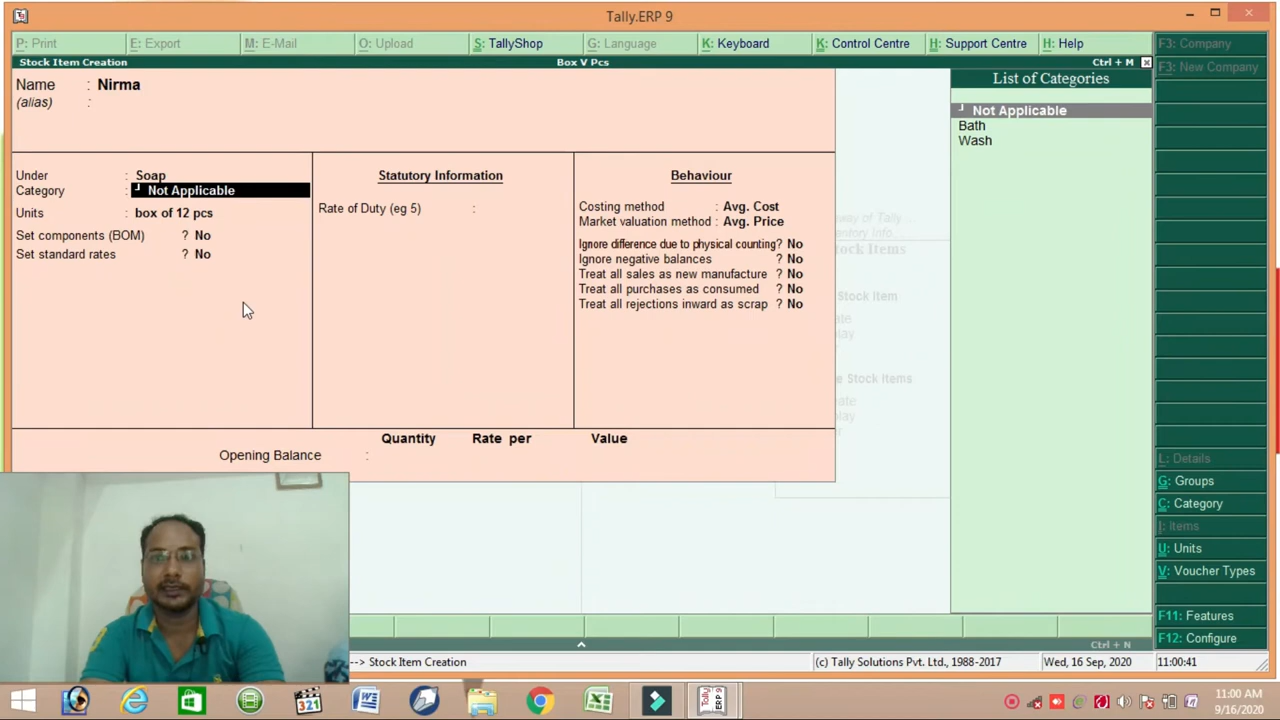 Tally.ERP 9
P: Print
E: Export
M: E-Mail
O: Upload
S: TallyShop
G: Language
K: Keyboard
K: Control Centre
H: Support Centre
H: Help
F3: Company
F3: New Company
Stock Item Creation
Box V Pcs
Ctrl + M
Name : Nirma
(alias) :
List of Categories
Not Applicable
Bath
Wash
Under : Soap
Category : Not Applicable
Units : box of 12 pcs
Set components (BOM) ? No
Set standard rates ? No
Statutory Information
Rate of Duty (eg 5) :
Behaviour
Costing method : Avg. Cost
Market valuation method : Avg. Price
Ignore difference due to physical counting ? No
Ignore negative balances ? No
Treat all sales as new manufacture ? No
Treat all purchases as consumed ? No
Treat all rejections inward as scrap ? No
Quantity Rate per Value
Opening Balance :
L: Details
G: Groups
C: Category
I: Items
U: Units
V: Voucher Types
F11: Features
F12: Configure
Ctrl + N
--> Stock Item Creation
(c) Tally Solutions Pvt. Ltd., 1988-2017
Wed, 16 Sep, 2020
11:00:41
321
Tally
ERP 9
11:00 AM
9/16/2020